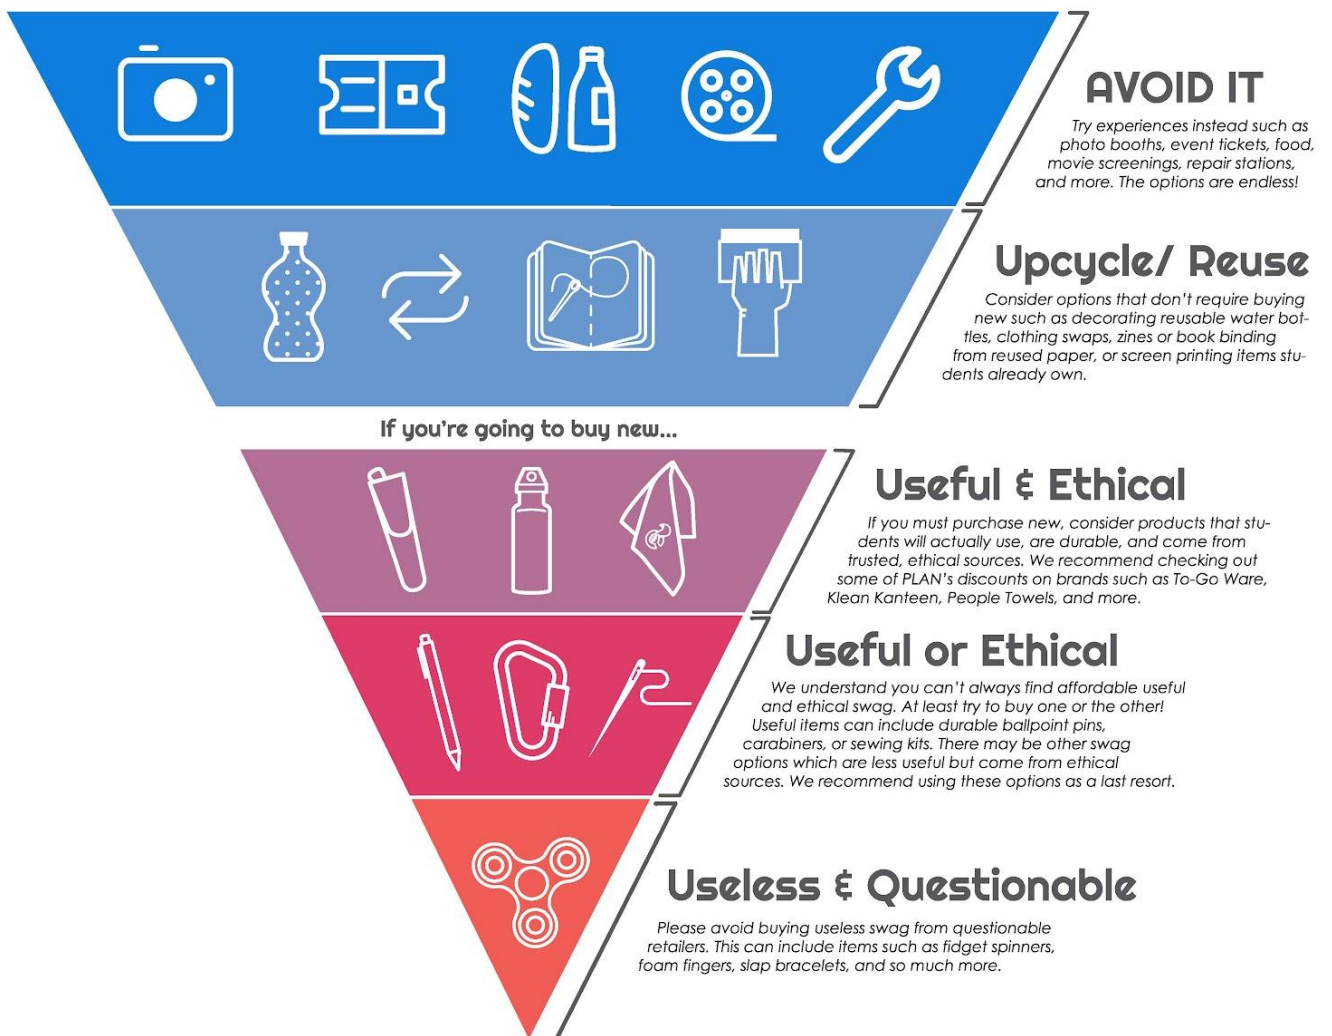 AVOID IT
Try experiences instead such as
photo booths, event tickets, food,
movie screenings, repair stations,
and more. The options are endless!
Upcycle/ Reuse
Consider options that don't require buying
new such as decorating reusable water bot-
tles, clothing swaps, zines or book binding
from reused paper, or screen printing items stu-
dents already own.
If you're going to buy new...
Useful & Ethical
If you must purchase new, consider products that stu-
dents will actually use, are durable, and come from
trusted, ethical sources. We recommend checking out
some of PLAN's discounts on brands such as To-Go Ware,
Klean Kanteen, People Towels, and more.
Useful or Ethical
We understand you can't always find affordable useful
and ethical swag. At least try to buy one or the other!
Useful items can include durable ballpoint pins,
carabiners, or sewing kits. There may be other swag
options which are less useful but come from ethical
sources. We recommend using these options as a last resort.
Useless & Questionable
Please avoid buying useless swag from questionable
retailers. This can include items such as fidget spinners,
foam fingers, slap bracelets, and so much more.